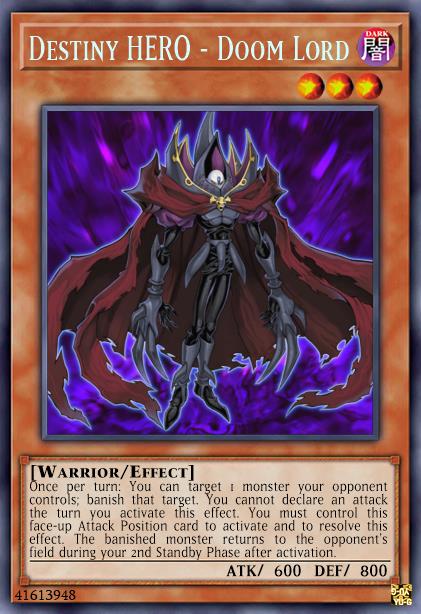 DESTINY HERO - DOOM LORD
DARK
闇
[WARRIOR/EFFECT]
Once per turn: You can target 1 monster your opponent
controls; banish that target. You cannot declare an attack
the turn you activate this effect. You must control this
face-up Attack Position card to activate and to resolve this
effect. The banished monster returns to the opponent's
field during your 2nd Standby Phase after activation.
ATK/ 600 DEF/ 800
41613948